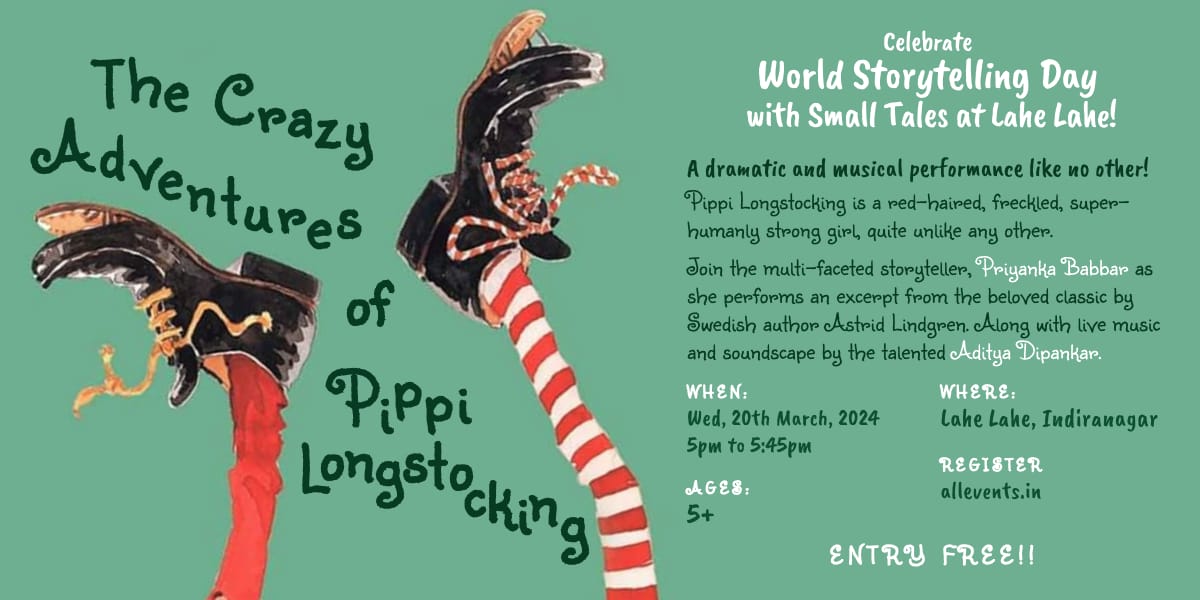 The Crazy
Adventures
of
Pippi
Longstocking
Celebrate
World Storytelling Day
with Small Tales at Lahe Lahe!
A dramatic and musical performance like no other!
Pippi Longstocking is a red-haired, freckled, super-
humanly strong girl, quite unlike any other.
Join the multi-faceted storyteller, Priyanka Babbar as
she performs an excerpt from the beloved classic by
Swedish author Astrid Lindgren. Along with live music
and soundscape by the talented Aditya Dipankar.
WHEN:
Wed, 20th March, 2024
5pm to 5:45pm
AGES:
5+
WHERE:
Lahe Lahe, Indiranagar
REGISTER
allevents.in
ENTRY FREE!!